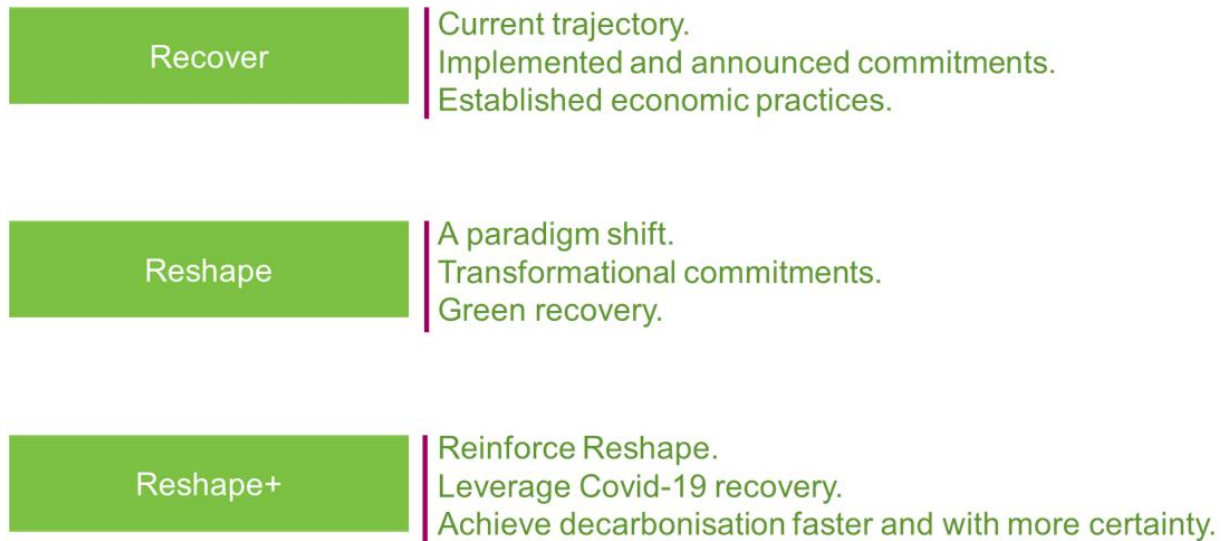 Recover
Current trajectory.
Implemented and announced commitments.
Established economic practices.
Reshape
A paradigm shift.
Transformational commitments.
Green recovery.
Reshape+
Reinforce Reshape.
Leverage Covid-19 recovery.
Achieve decarbonisation faster and with more certainty.